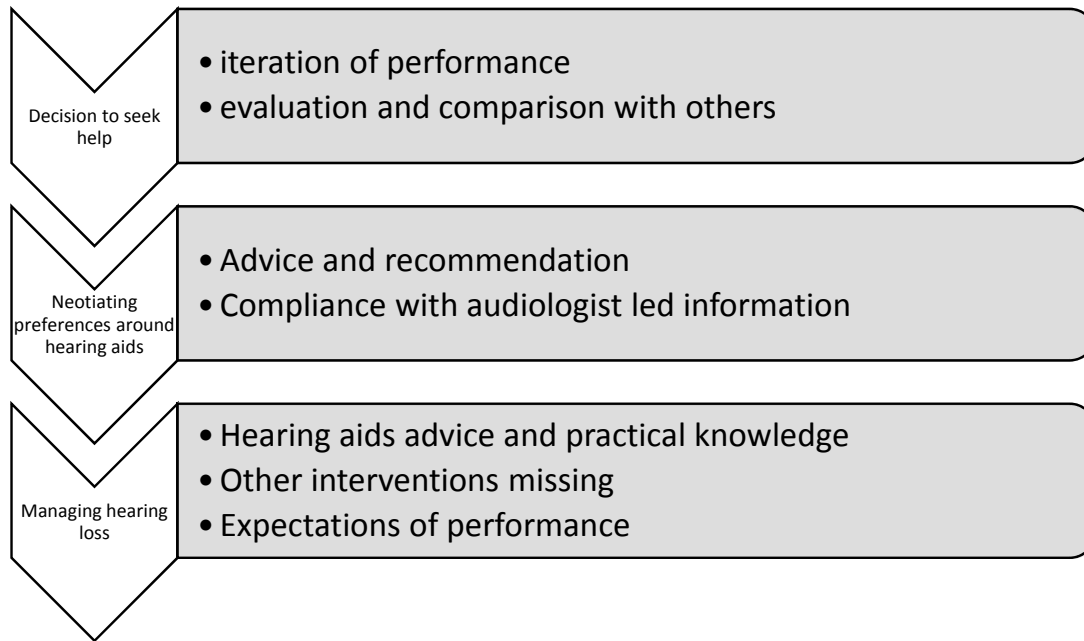 Decision to seek
help
• iteration of performance
• evaluation and comparison with others
Neotiating
preferences around
hearing aids
• Advice and recommendation
• Compliance with audiologist led information
Managing hearing
loss
• Hearing aids advice and practical knowledge
• Other interventions missing
• Expectations of performance